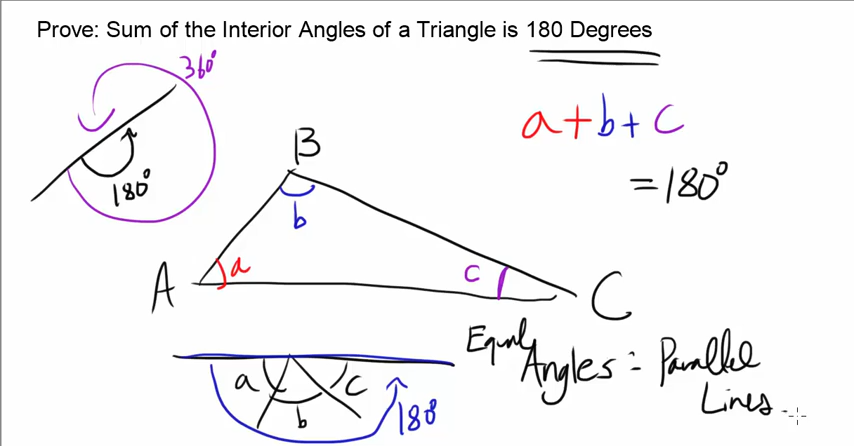 Prove: Sum of the Interior Angles of a Triangle is 180 Degrees
360°
180°
a+b+c
=180°
B
b
A
a
c
C
a
b
c
180°
Equal
Angles = Parallel
Lines